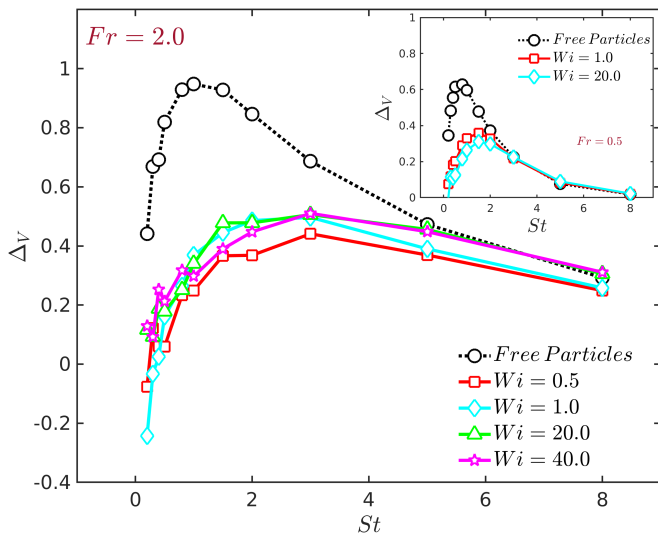 Fr = 2.0
Δ_V
1
0.8
0.6
0.4
0.2
0
-0.2
-0.4
0
2
4
6
8
St
Free Particles
Wi = 0.5
Wi = 1.0
Wi = 20.0
Wi = 40.0
Δ_V
1
0.8
0.6
0.4
0.2
0
0
2
4
6
8
St
Free Particles
Wi = 1.0
Wi = 20.0
Fr = 0.5